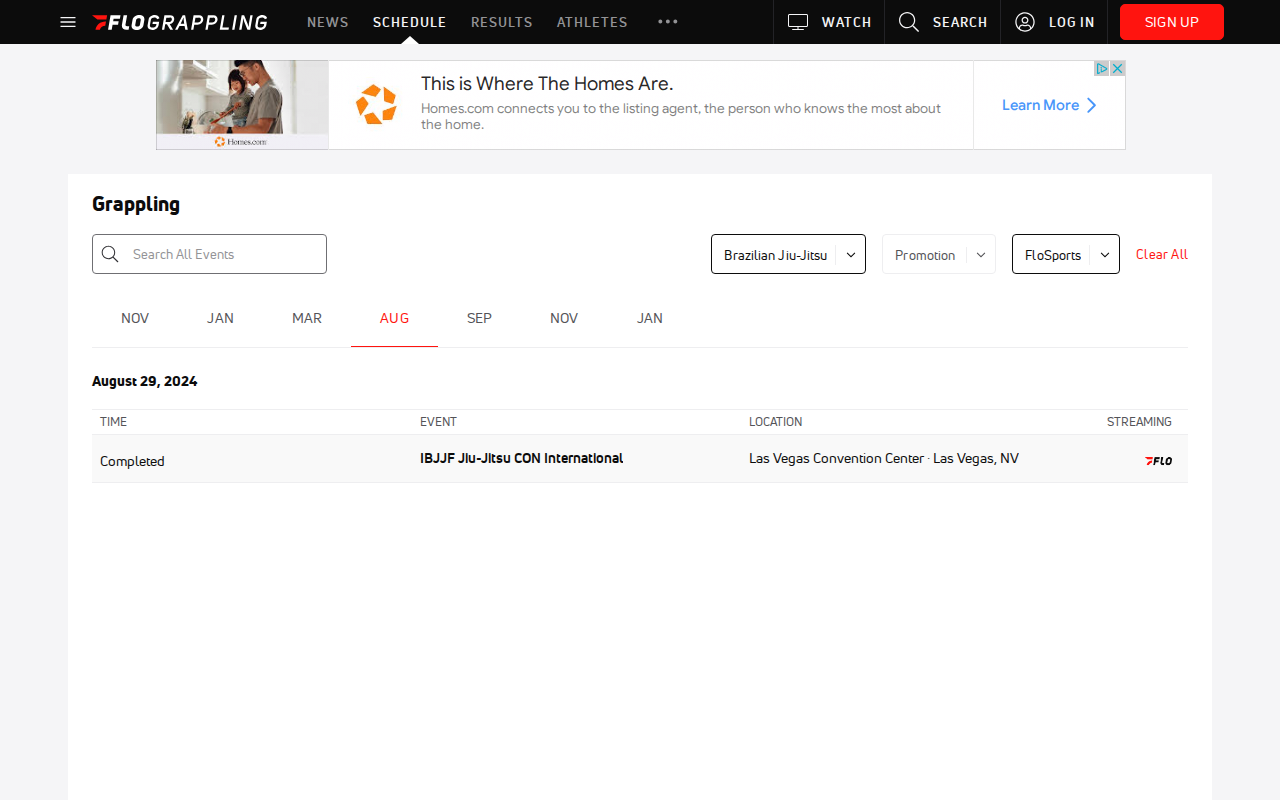 FLOGRAPPLING
NEWS
SCHEDULE
RESULTS
ATHLETES
WATCH
SEARCH
LOG IN
SIGN UP
Homes.com
This is Where The Homes Are.
Homes.com connects you to the listing agent, the person who knows the most about
the home.
Learn More
Grappling
Search All Events
Brazilian Jiu-Jitsu
Promotion
FloSports
Clear All
NOV
JAN
MAR
AUG
SEP
NOV
JAN
August 29, 2024
TIME
EVENT
LOCATION
STREAMING
Completed
IBJJF Jiu-Jitsu CON International
Las Vegas Convention Center · Las Vegas, NV
FLO